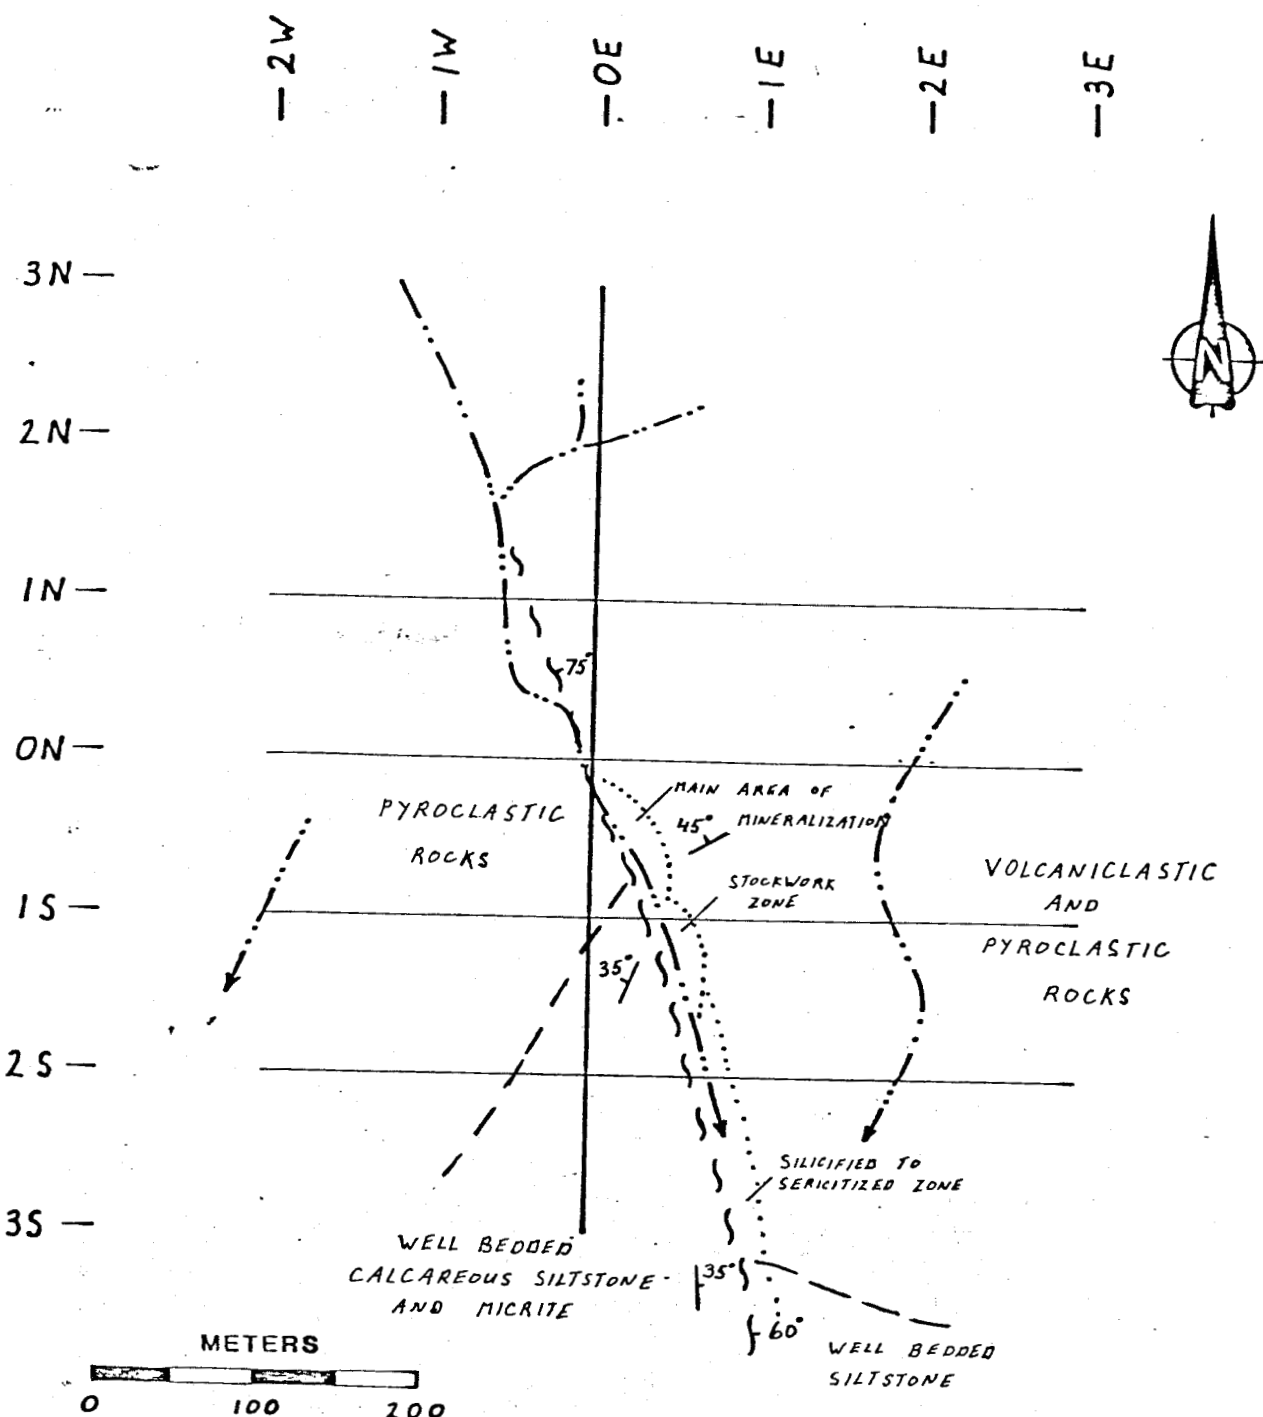 —2W
—1W
—0E
—1E
—2E
—3E
3N—
N
2N—
1N—
75°
0N—
MAIN AREA OF
MINERALIZATION
45°
PYROCLASTIC
ROCKS
STOCKWORK
ZONE
VOLCANICLASTIC
AND
PYROCLASTIC
ROCKS
1S—
35°
2S—
SILICIFIED TO
SERICITIZED ZONE
3S—
WELL BEDDED
CALCAREOUS SILTSTONE
AND MICRITE
35°
60°
WELL BEDDED
SILTSTONE
METERS
0 100 200